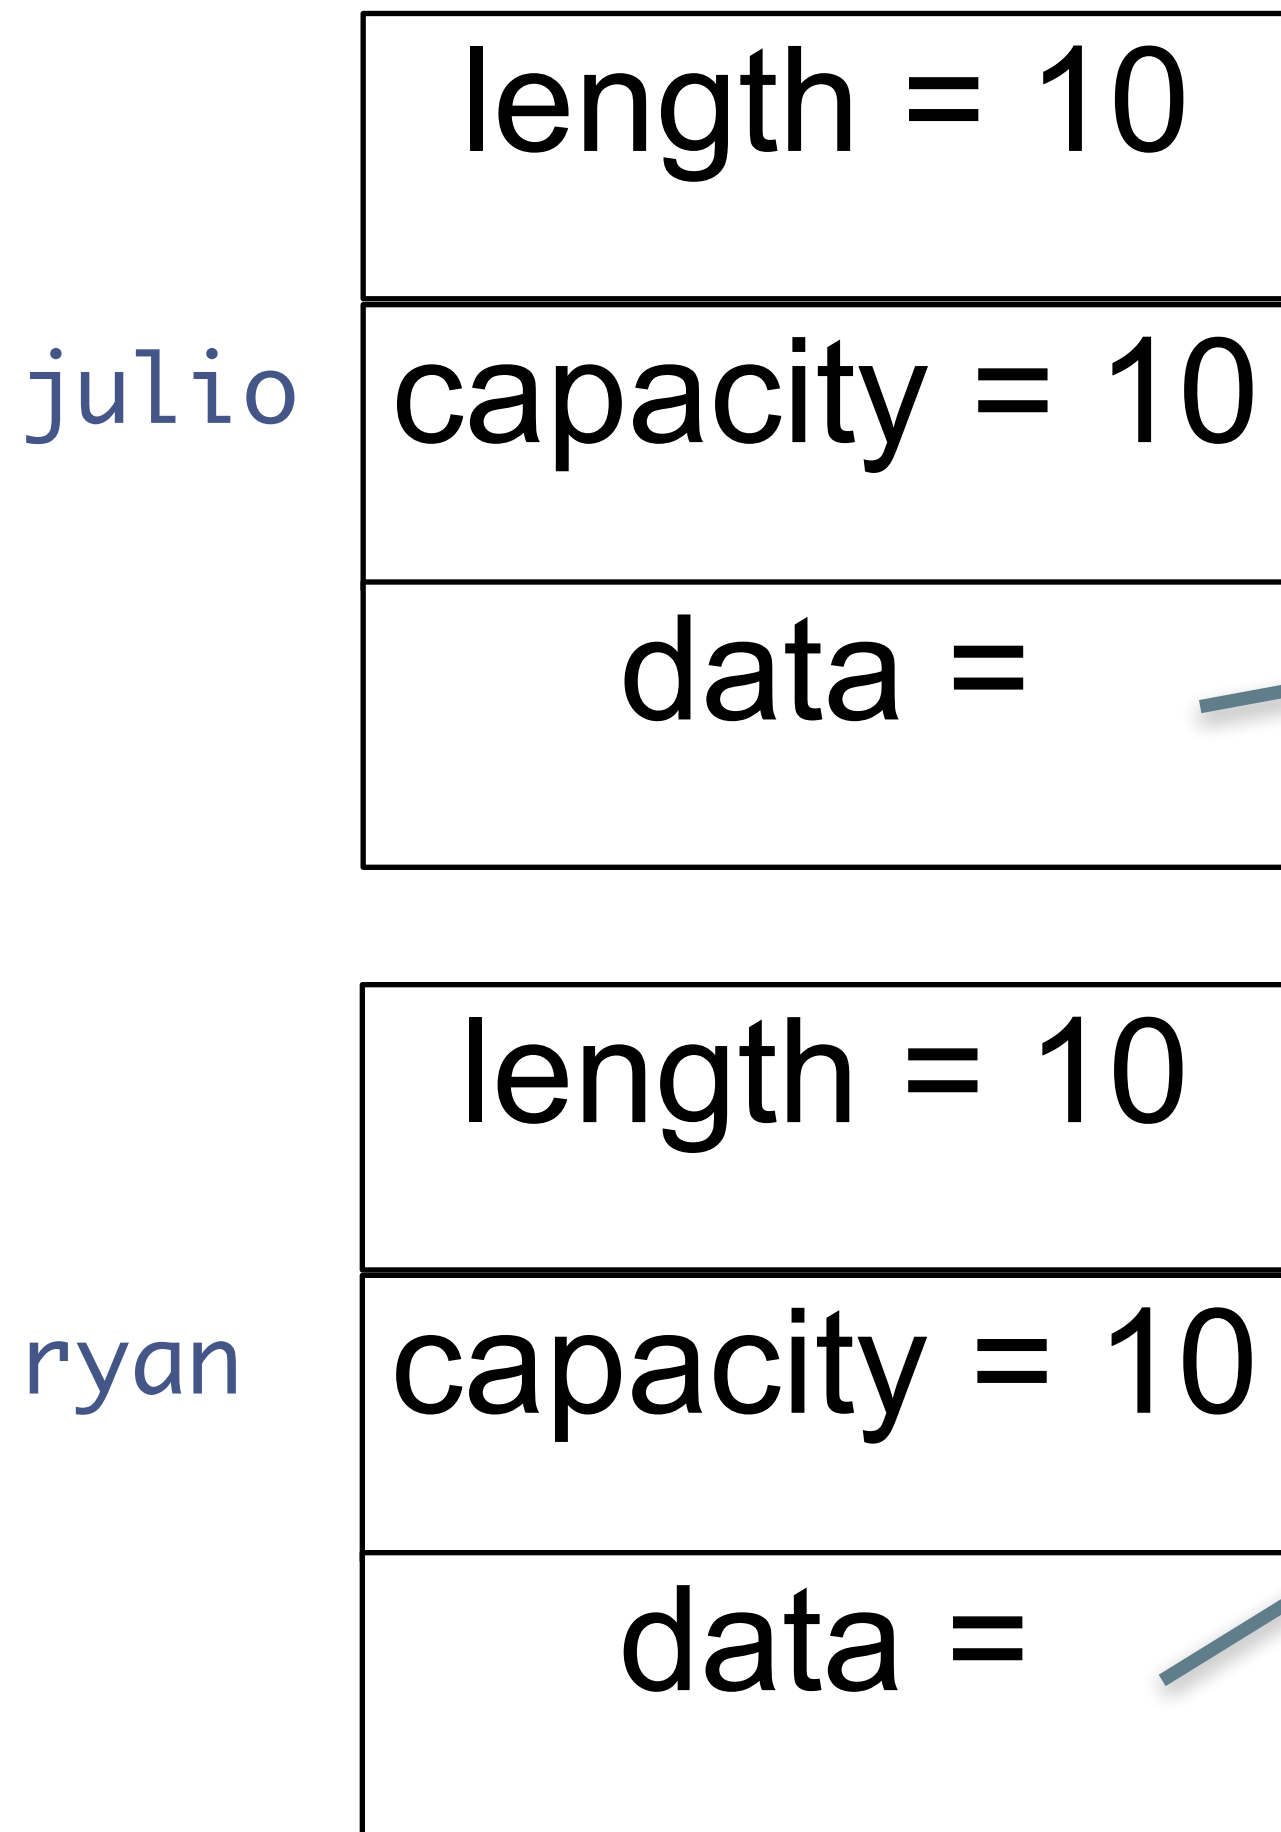 length = 10
julio
capacity = 10
data =
length = 10
ryan
capacity = 10
data =